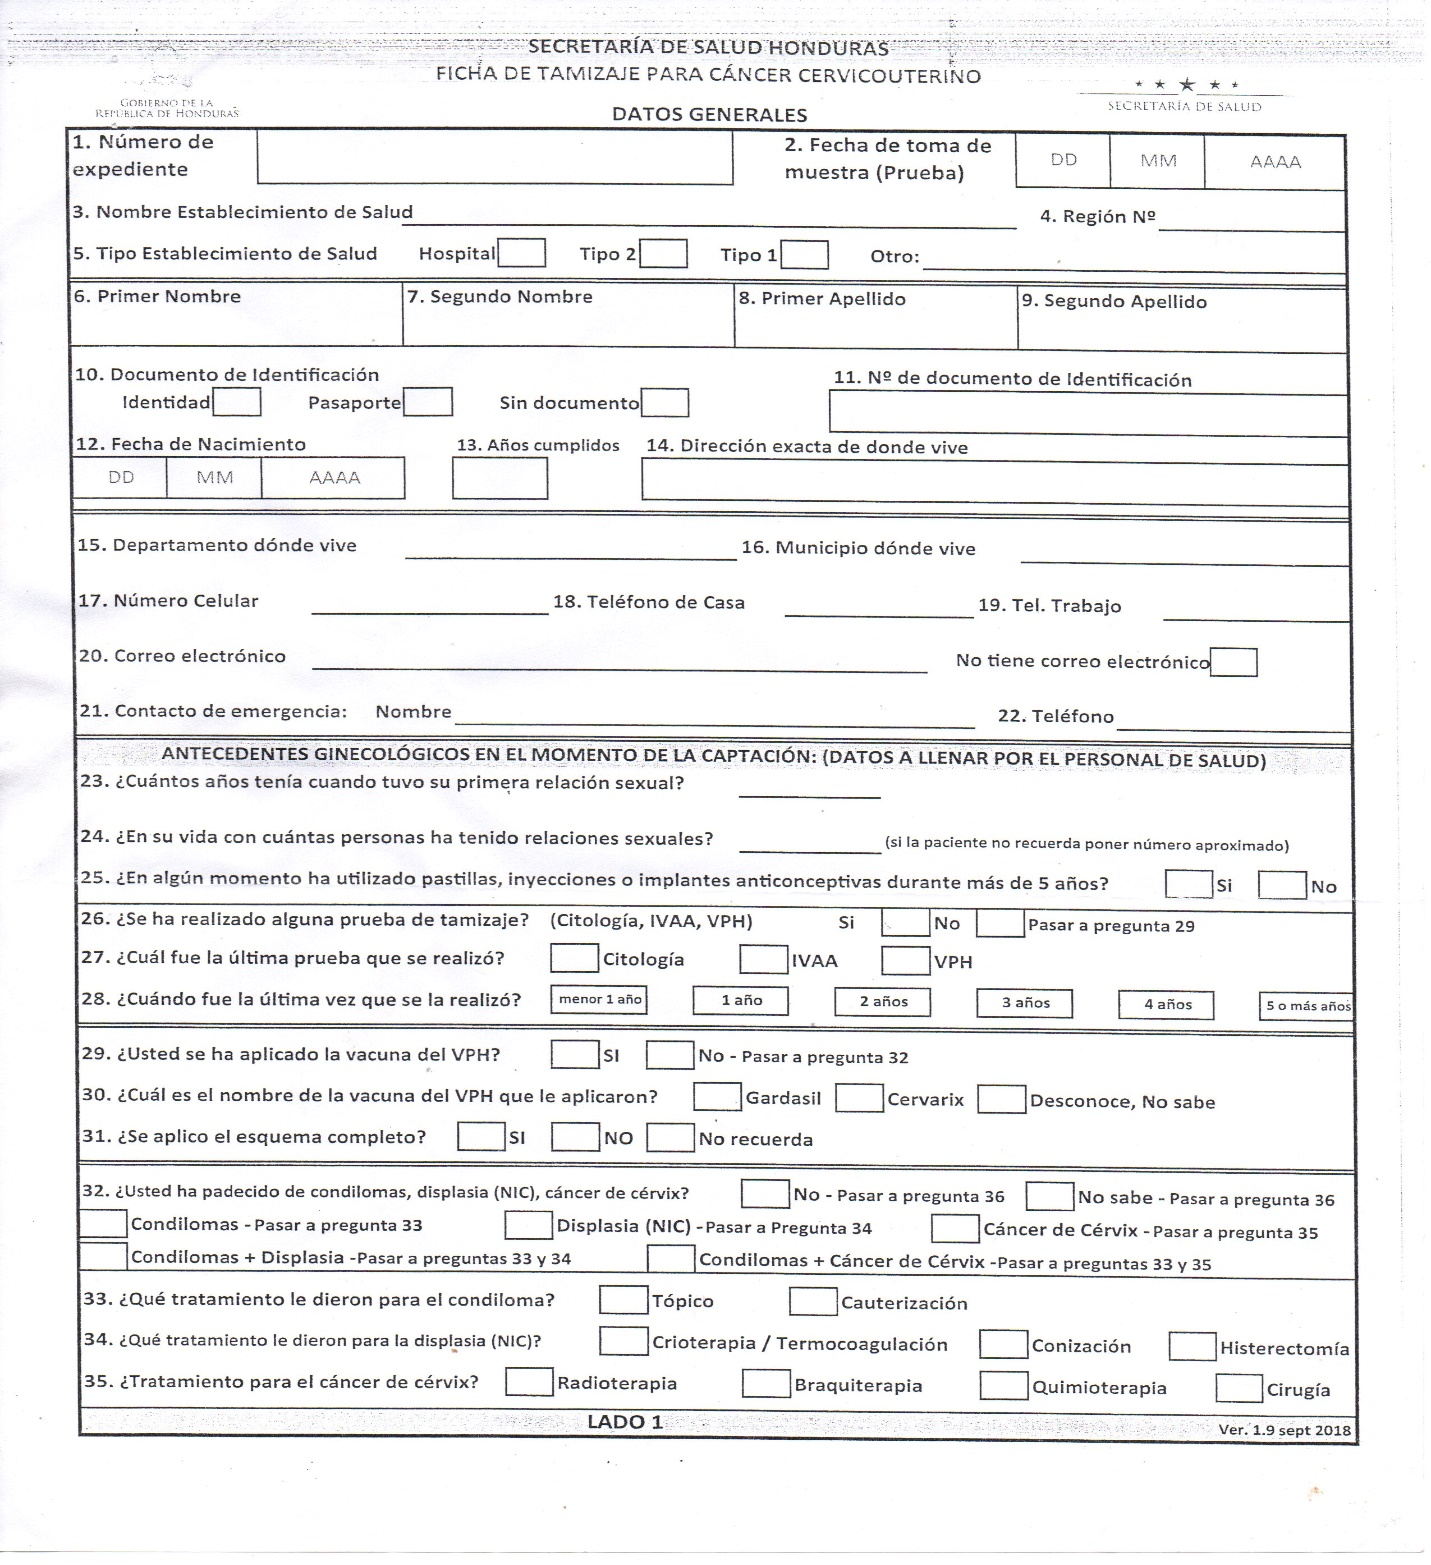 SECRETARÍA DE SALUD HONDURAS
FICHA DE TAMIZAJE PARA CÁNCER CERVICOUTERINO
GOBIERNO DE LA
REPÚBLICA DE HONDURAS
SECRETARÍA DE SALUD
DATOS GENERALES
1. Número de expediente
2. Fecha de toma de muestra (Prueba) DD MM AAAA
3. Nombre Establecimiento de Salud 4. Región Nº
5. Tipo Establecimiento de Salud Hospital Tipo 2 Tipo 1 Otro:
6. Primer Nombre 7. Segundo Nombre 8. Primer Apellido 9. Segundo Apellido
10. Documento de Identificación 11. Nº de documento de Identificación
Identidad Pasaporte Sin documento
12. Fecha de Nacimiento 13. Años cumplidos 14. Dirección exacta de donde vive
DD MM AAAA
15. Departamento dónde vive 16. Municipio dónde vive
17. Número Celular 18. Teléfono de Casa 19. Tel. Trabajo
20. Correo electrónico No tiene correo electrónico
21. Contacto de emergencia: Nombre 22. Teléfono
ANTECEDENTES GINECOLÓGICOS EN EL MOMENTO DE LA CAPTACIÓN: (DATOS A LLENAR POR EL PERSONAL DE SALUD)
23. ¿Cuántos años tenía cuando tuvo su primera relación sexual?
24. ¿En su vida con cuántas personas ha tenido relaciones sexuales? (si la paciente no recuerda poner número aproximado)
25. ¿En algún momento ha utilizado pastillas, inyecciones o implantes anticonceptivas durante más de 5 años? Si No
26. ¿Se ha realizado alguna prueba de tamizaje? (Citología, IVAA, VPH) Si No Pasar a pregunta 29
27. ¿Cuál fue la última prueba que se realizó? Citología IVAA VPH
28. ¿Cuándo fue la última vez que se la realizó? menor 1 año 1 año 2 años 3 años 4 años 5 o más años
29. ¿Usted se ha aplicado la vacuna del VPH? SI No - Pasar a pregunta 32
30. ¿Cuál es el nombre de la vacuna del VPH que le aplicaron? Gardasil Cervarix Desconoce, No sabe
31. ¿Se aplico el esquema completo? SI NO No recuerda
32. ¿Usted ha padecido de condilomas, displasia (NIC), cáncer de cérvix? No - Pasar a pregunta 36 No sabe - Pasar a pregunta 36
Condilomas - Pasar a pregunta 33 Displasia (NIC) - Pasar a Pregunta 34 Cáncer de Cérvix - Pasar a pregunta 35
Condilomas + Displasia -Pasar a preguntas 33 y 34 Condilomas + Cáncer de Cérvix -Pasar a preguntas 33 y 35
33. ¿Qué tratamiento le dieron para el condiloma? Tópico Cauterización
34. ¿Qué tratamiento le dieron para la displasia (NIC)? Crioterapia / Termocoagulación Conización Histerectomía
35. ¿Tratamiento para el cáncer de cérvix? Radioterapia Braquiterapia Quimioterapia Cirugía
LADO 1
Ver. 1.9 sept 2018